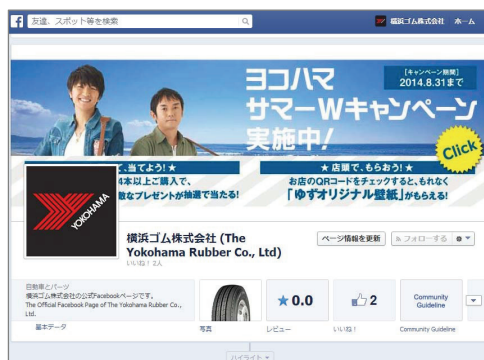 友達、スポット等を検索
横浜ゴム株式会社 ホーム
ヨコハマ
サマーWキャンペーン
実施中!
[キャンペーン期間]
2014.8.31まで
Click
て、当てよう!★
4本以上ご購入で、
敵なプレゼントが抽選で当たる!
★店頭で、もらおう!★
お店のQRコードをチェックすると、もれなく
「ゆずオリジナル壁紙」がもらえる!
YOKOHAMA
横浜ゴム株式会社 (The
Yokohama Rubber Co., Ltd)
いいね!2人
ページ情報を更新
フォローする
自動車とパーツ
横浜ゴム株式会社の公式Facebookページです。
The Official Facebook Page of The Yokohama Rubber Co.,
Ltd.
基本データ
写真
★ 0.0
レビュー
2
いいね!
Community
Guideline
Community Guideline
ハイライト